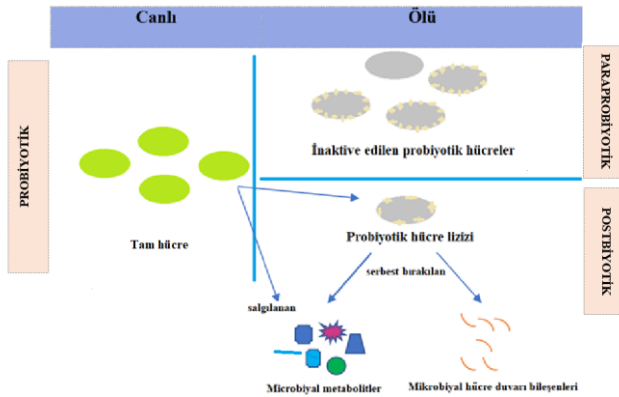 Canlı
Ölü
PROBİYOTİK
PARAPROBİYOTİK
İnaktive edilen probiyotik hücreler
Tam hücre
Probiyotik hücre lizizi
POSTBİYOTİK
serbest bırakılan
salgılanan
Microbiyal metabolitler
Mikrobiyal hücre duvarı bileşenleri